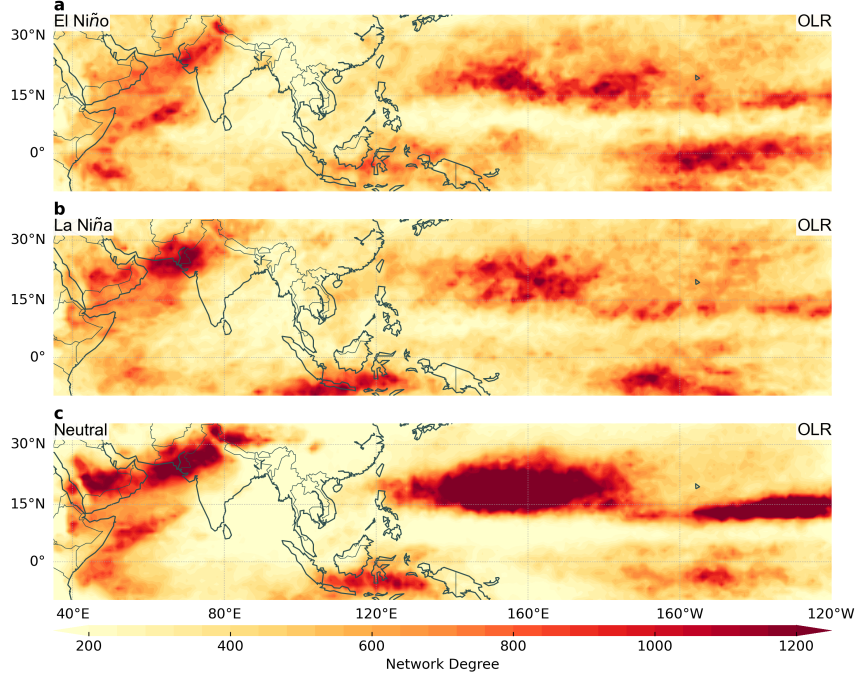 a
El Niño OLR
30°N
15°N
0°
b
La Niña OLR
30°N
15°N
0°
c
Neutral OLR
30°N
15°N
0°
40°E 80°E 120°E 160°E 160°W 120°W
200 400 600 800 1000 1200
Network Degree